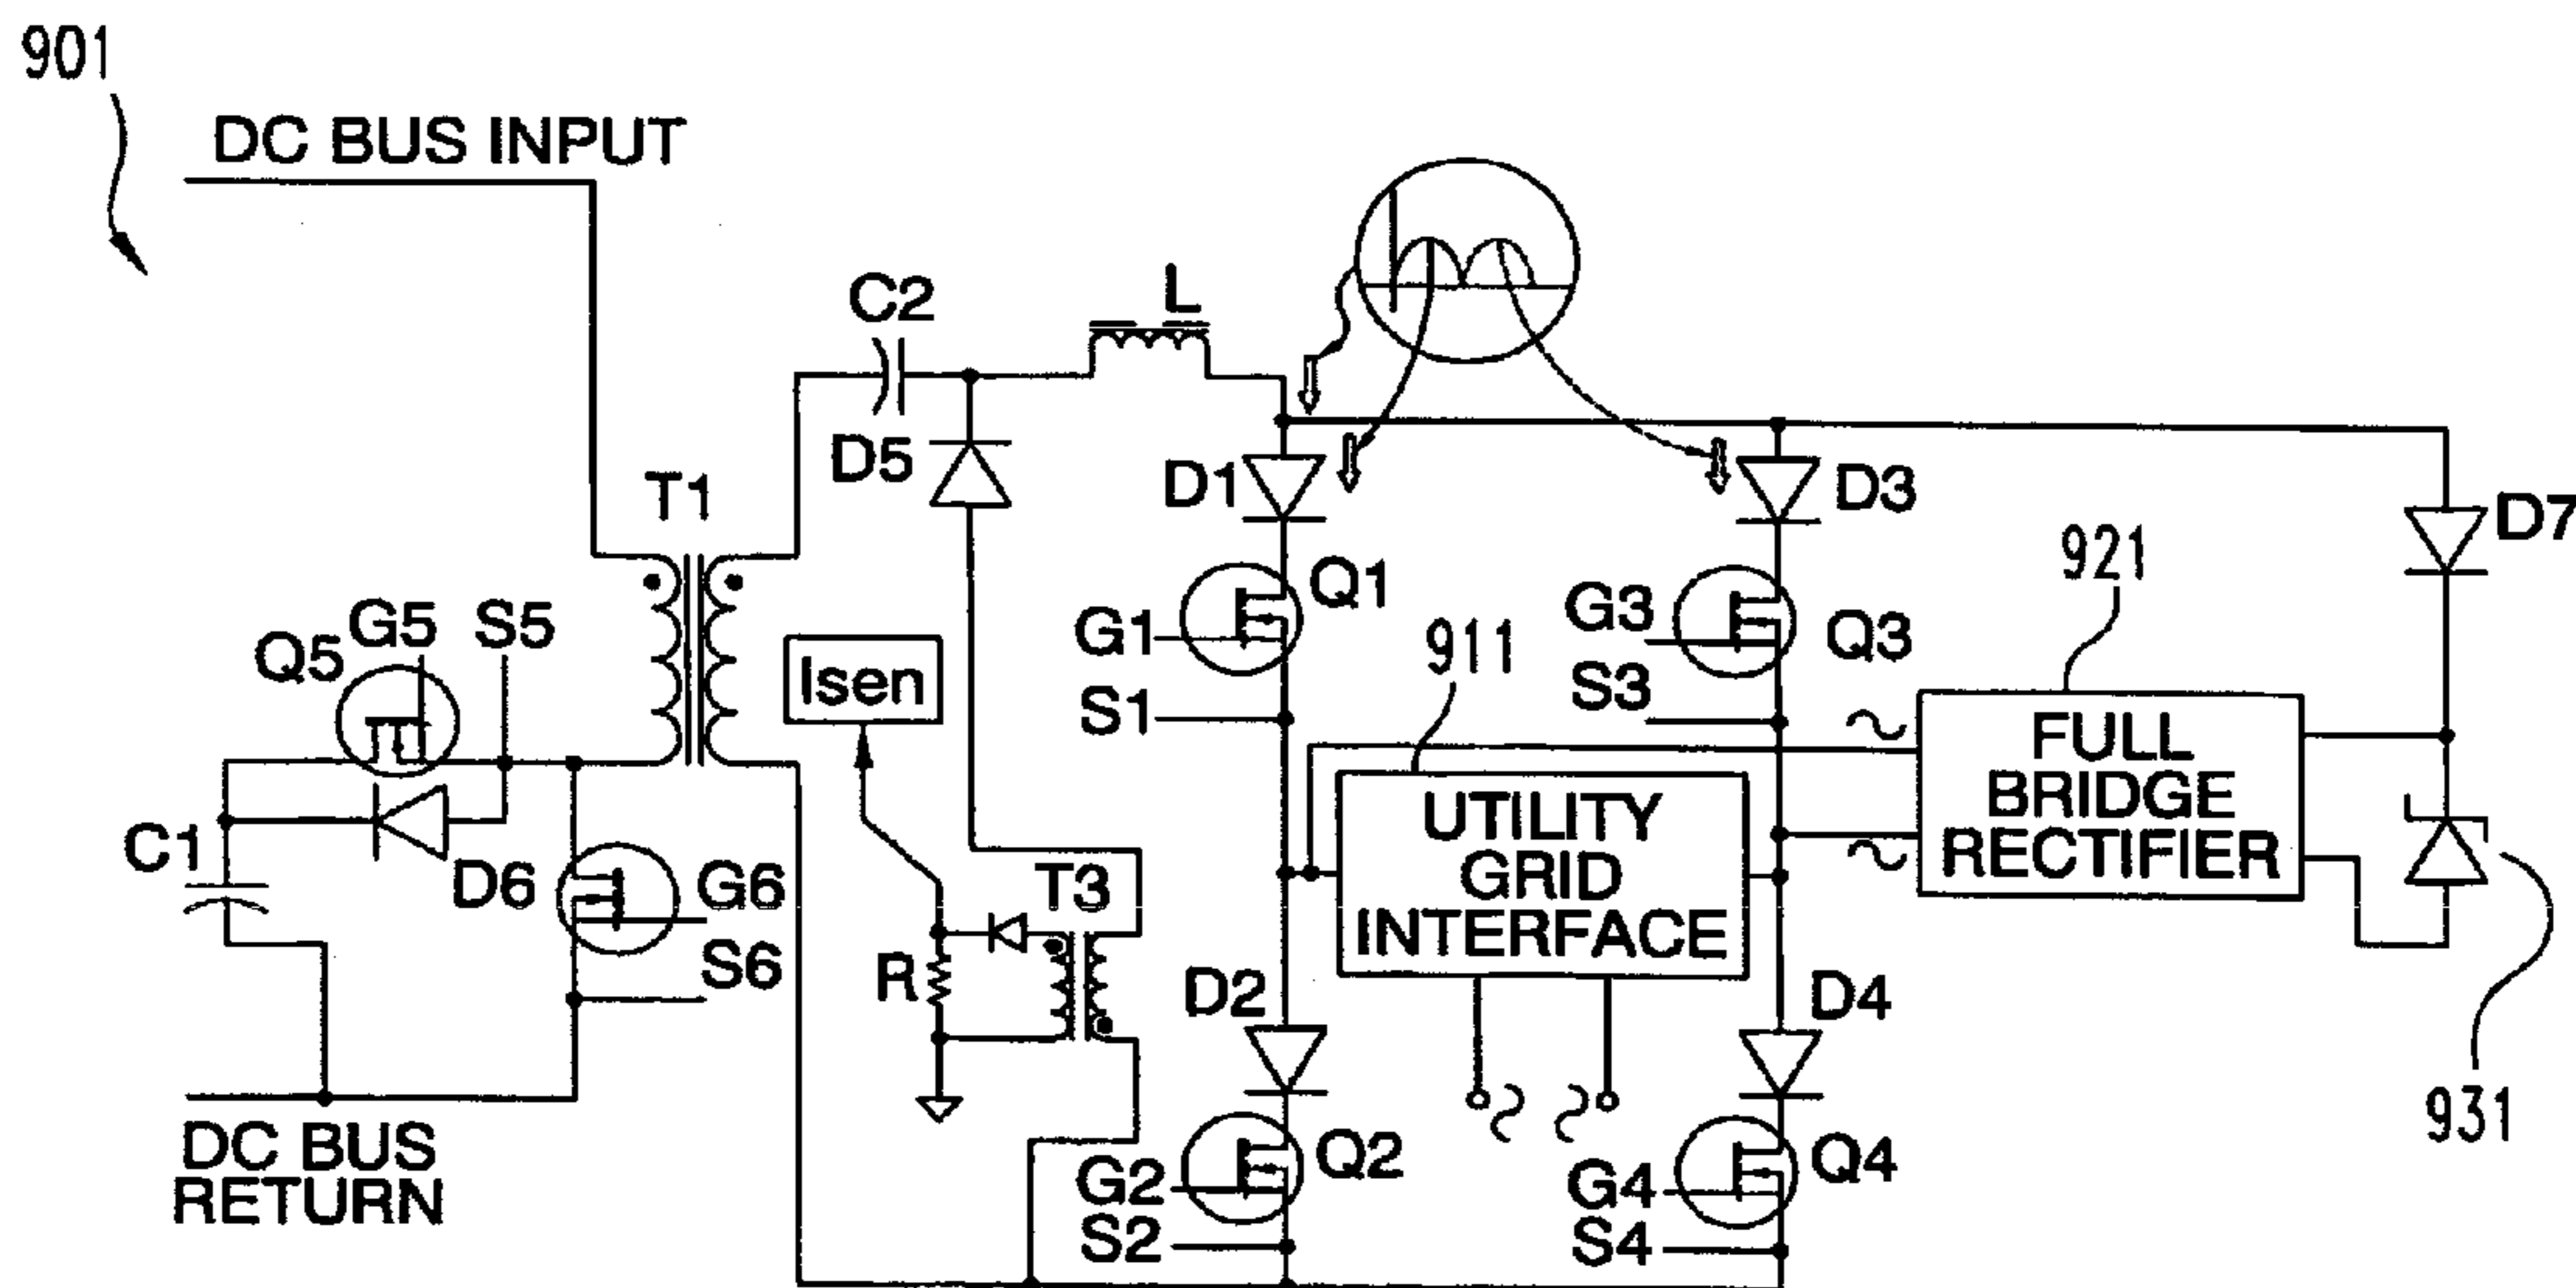 901
DC BUS INPUT
C2
L
D5
D1
D3
D7
T1
921
Q1
G3
G5
S5
Q5
G1
911
Q3
Isen
S3
S1
FULL
BRIDGE
RECTIFIER
UTILITY
GRID
INTERFACE
C1
D6
G6
T3
S6
R
D2
D4
931
DC BUS
RETURN
G2
Q2
G4
Q4
S2
S4